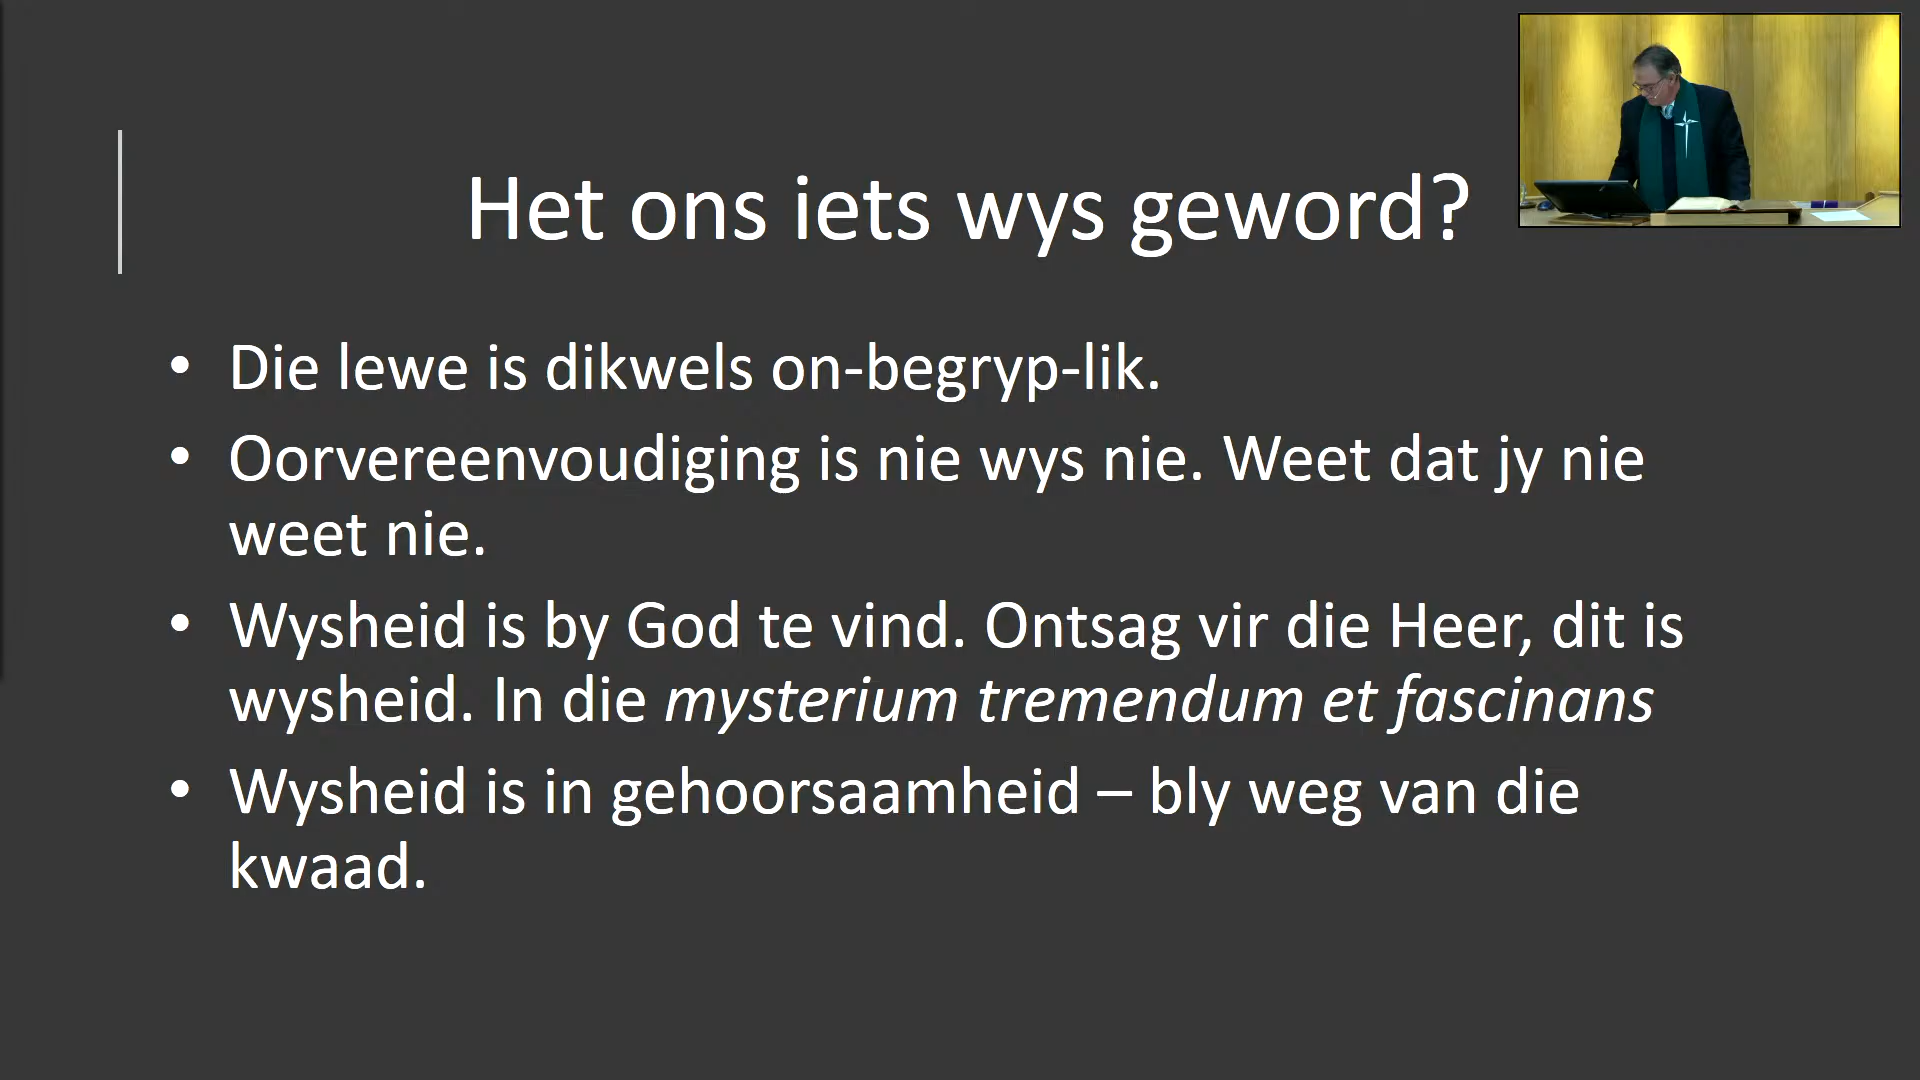 Het ons iets wys geword?
• Die lewe is dikwels on-begryp-lik.
• Oorvereenvoudiging is nie wys nie. Weet dat jy nie
weet nie.
• Wysheid is by God te vind. Ontsag vir die Heer, dit is
wysheid. In die mysterium tremendum et fascinans
• Wysheid is in gehoorsaamheid – bly weg van die
kwaad.